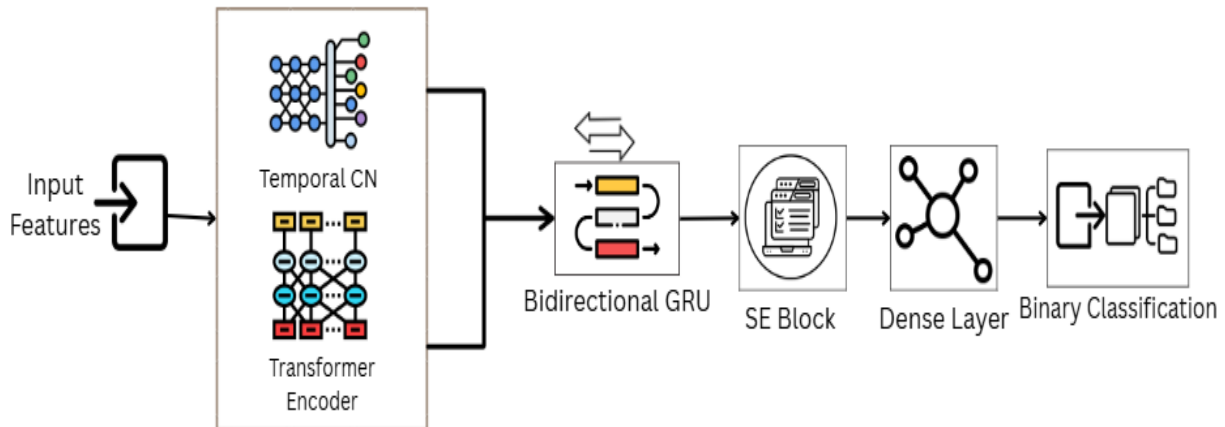 Input
Features
Temporal CN
Transformer
Encoder
Bidirectional GRU
SE Block
Dense Layer
Binary Classification